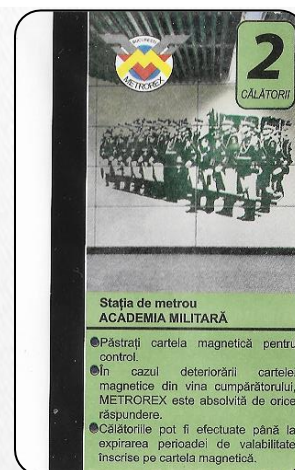 BUCUREȘTI
METROREX
2
CĂLĂTORII
Stația de metrou
ACADEMIA MILITARĂ
Păstrați cartela magnetică pentru
control.
În cazul deteriorării cartelei
magnetice din vina cumpărătorului,
METROREX este absolvită de orice
răspundere.
Călătoriile pot fi efectuate până la
expirarea perioadei de valabilitate
înscrise pe cartela magnetică.